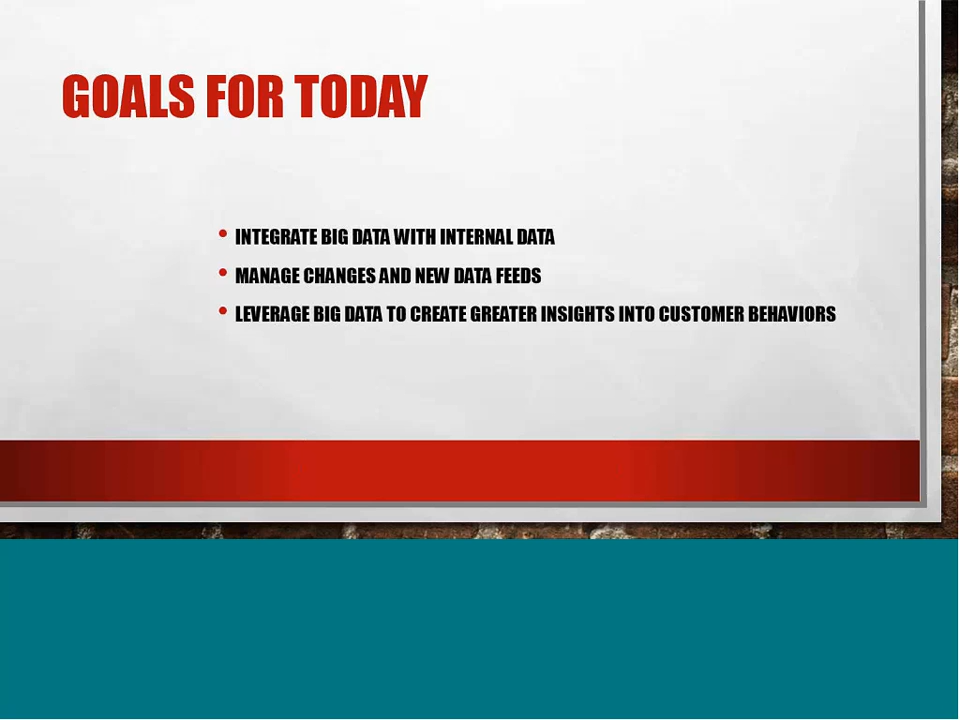 GOALS FOR TODAY
• INTEGRATE BIG DATA WITH INTERNAL DATA
• MANAGE CHANGES AND NEW DATA FEEDS
• LEVERAGE BIG DATA TO CREATE GREATER INSIGHTS INTO CUSTOMER BEHAVIORS